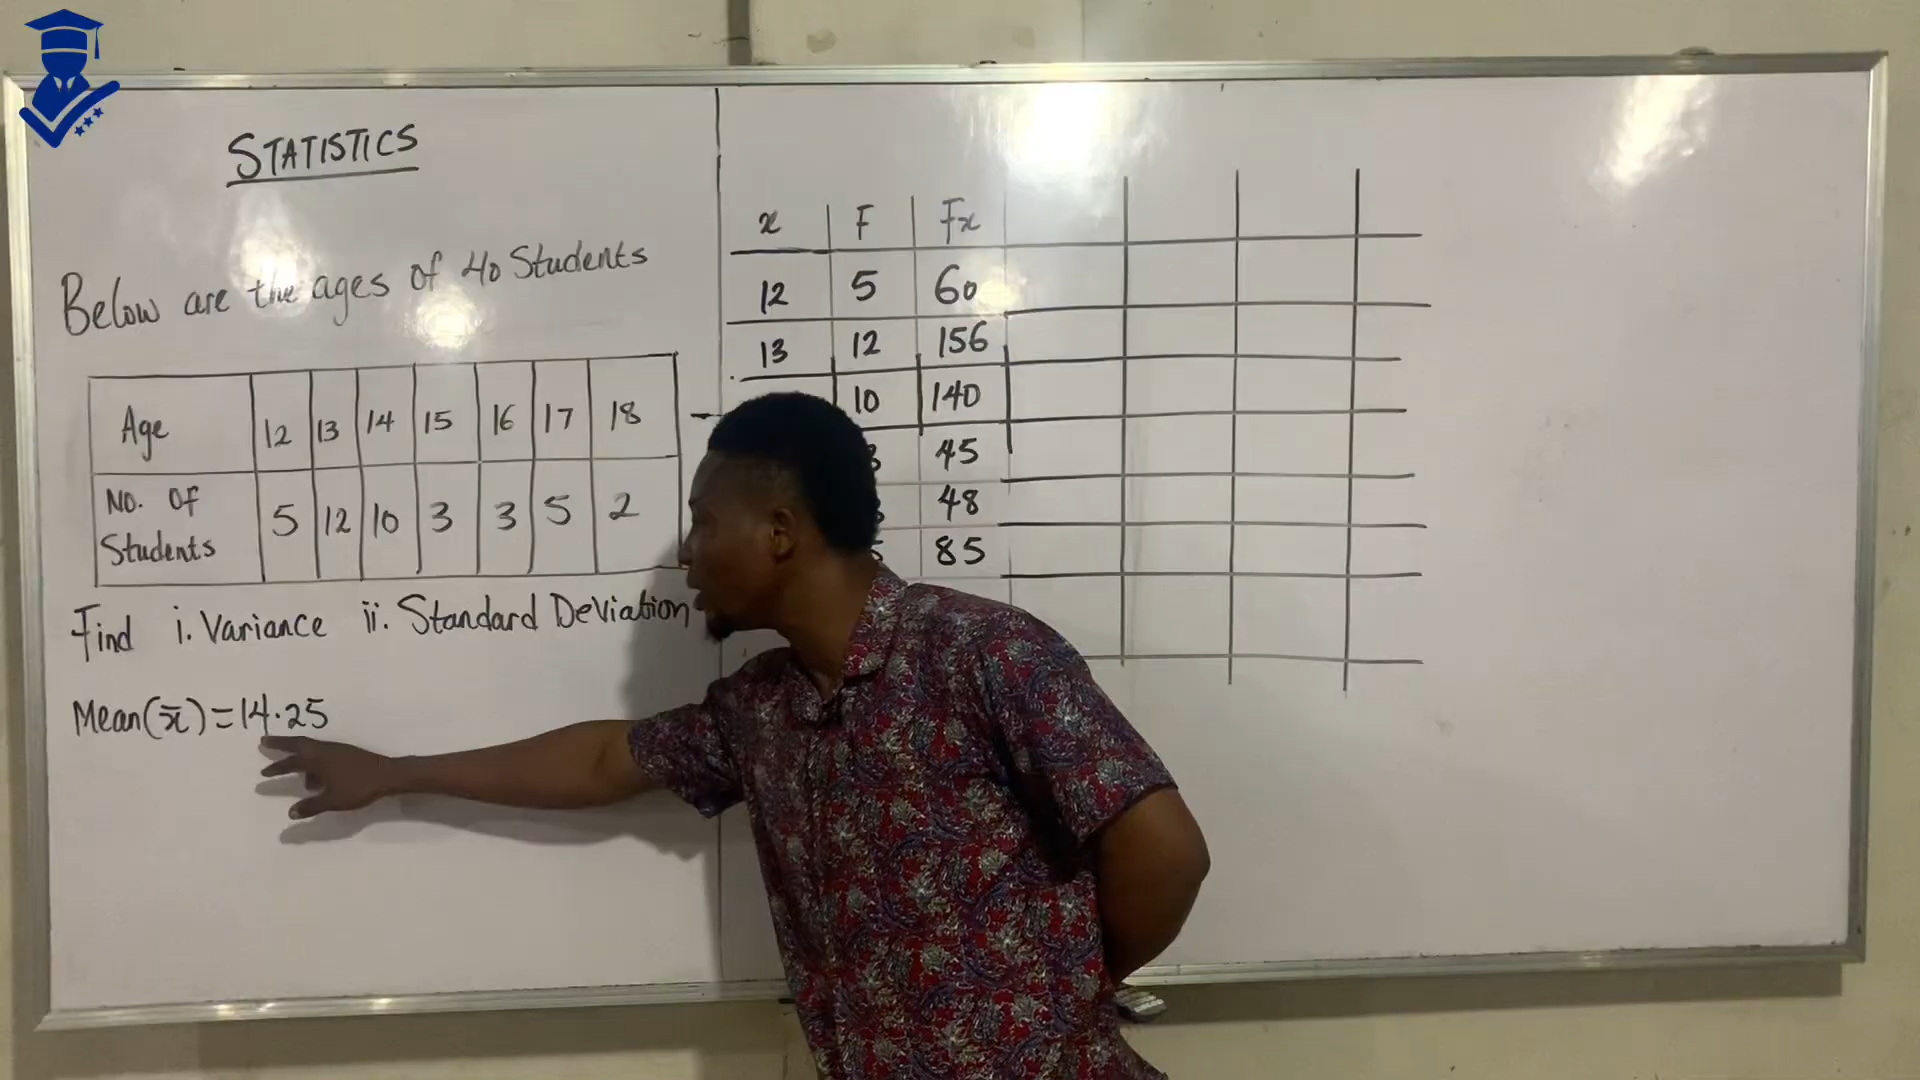 STATISTICS
Below are the ages of 40 Students
Age 12 13 14 15 16 17 18
No. of Students 5 12 10 3 3 5 2
Find i. Variance ii. Standard Deviation
Mean(x̄) = 14.25
x F Fx
12 5 60
13 12 156
10 140
45
48
85